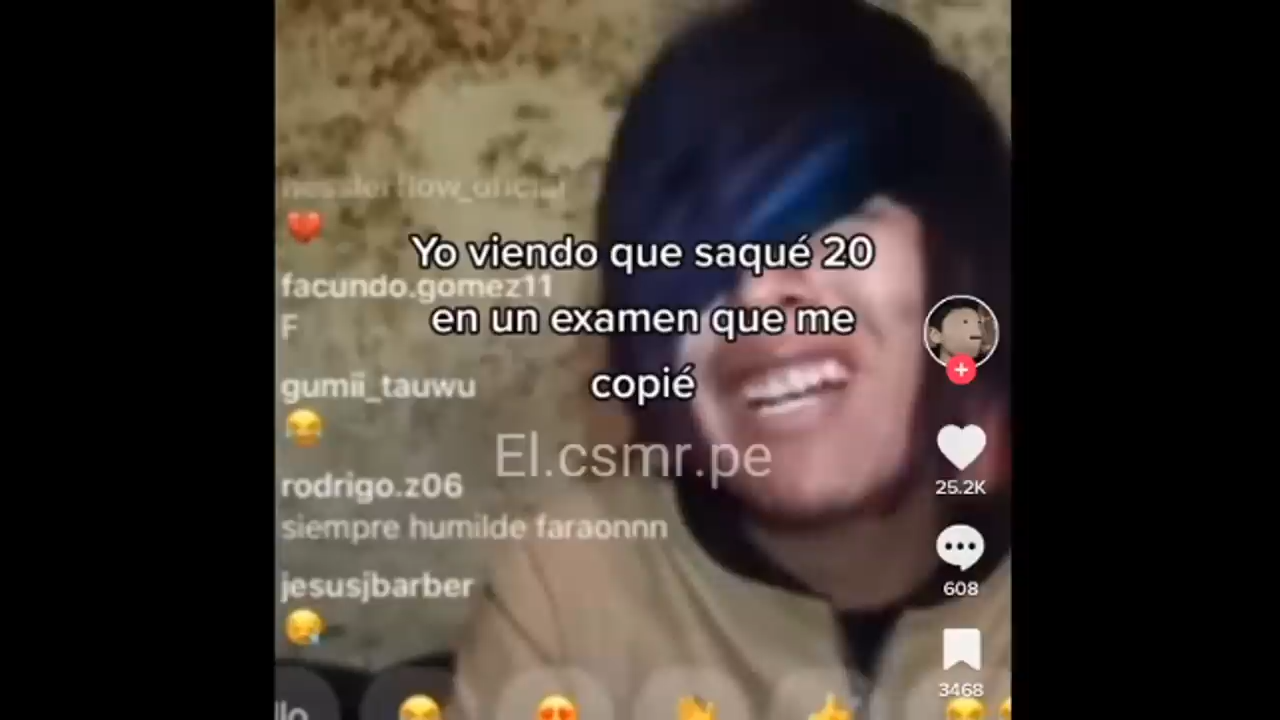 Yo viendo que saqué 20
en un examen que me
copié
El.csmr.pe
facundo.gomez11
F
gumii_tauwu
rodrigo.z06
siempre humilde faraonnn
jesusjbarber
25.2K
608
3468